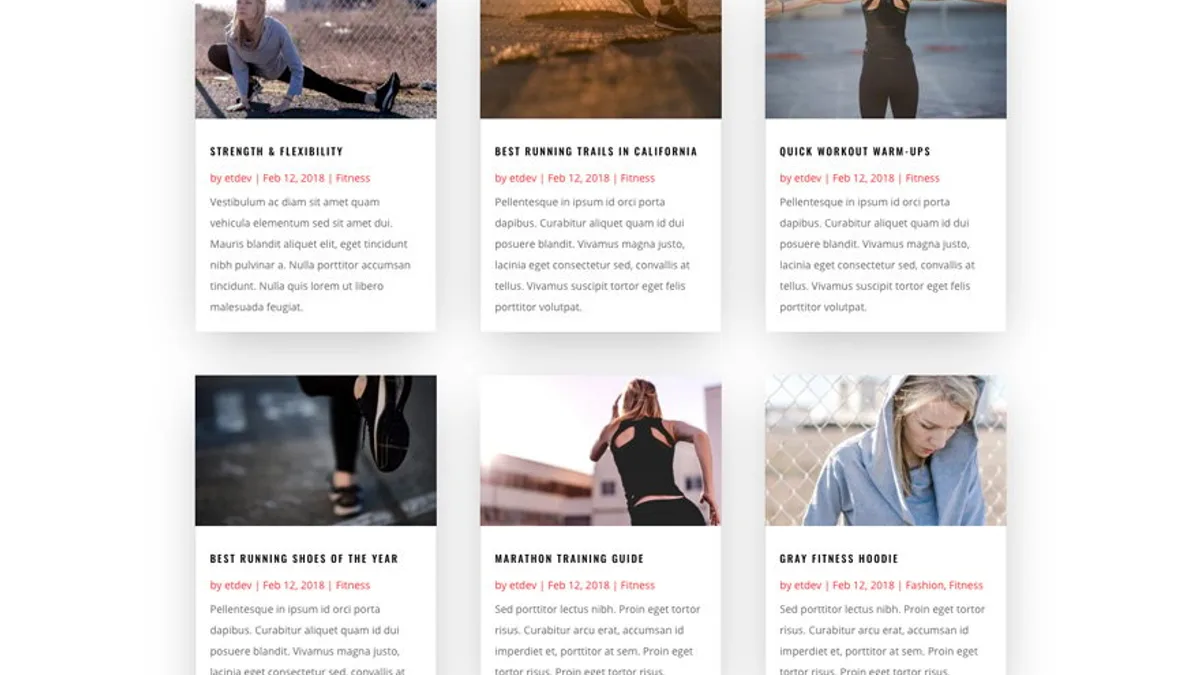 STRENGTH & FLEXIBILITY
by etdev | Feb 12, 2018 | Fitness
Vestibulum ac diam sit amet quam
vehicula elementum sed sit amet dui.
Mauris blandit aliquet elit, eget tincidunt
nibh pulvinar a. Nulla porttitor accumsan
tincidunt. Nulla quis lorem ut libero
malesuada feugiat.
BEST RUNNING TRAILS IN CALIFORNIA
by etdev | Feb 12, 2018 | Fitness
Pellentesque in ipsum id orci porta
dapibus. Curabitur aliquet quam id dui
posuere blandit. Vivamus magna justo,
lacinia eget consectetur sed, convallis at
tellus. Vivamus suscipit tortor eget felis
porttitor volutpat.
QUICK WORKOUT WARM-UPS
by etdev | Feb 12, 2018 | Fitness
Pellentesque in ipsum id orci porta
dapibus. Curabitur aliquet quam id dui
posuere blandit. Vivamus magna justo,
lacinia eget consectetur sed, convallis at
tellus. Vivamus suscipit tortor eget felis
porttitor volutpat.
BEST RUNNING SHOES OF THE YEAR
by etdev | Feb 12, 2018 | Fitness
Pellentesque in ipsum id orci porta
dapibus. Curabitur aliquet quam id dui
posuere blandit. Vivamus magna justo,
lacinia eget consectetur sed, convallis at
MARATHON TRAINING GUIDE
by etdev | Feb 12, 2018 | Fitness
Sed porttitor lectus nibh. Proin eget tortor
risus. Curabitur arcu erat, accumsan id
imperdiet et, porttitor at sem. Proin eget
tortor risus. Proin eget tortor risus.
GRAY FITNESS HOODIE
by etdev | Feb 12, 2018 | Fashion, Fitness
Sed porttitor lectus nibh. Proin eget tortor
risus. Curabitur arcu erat, accumsan id
imperdiet et, porttitor at sem. Proin eget
tortor risus. Proin eget tortor risus.